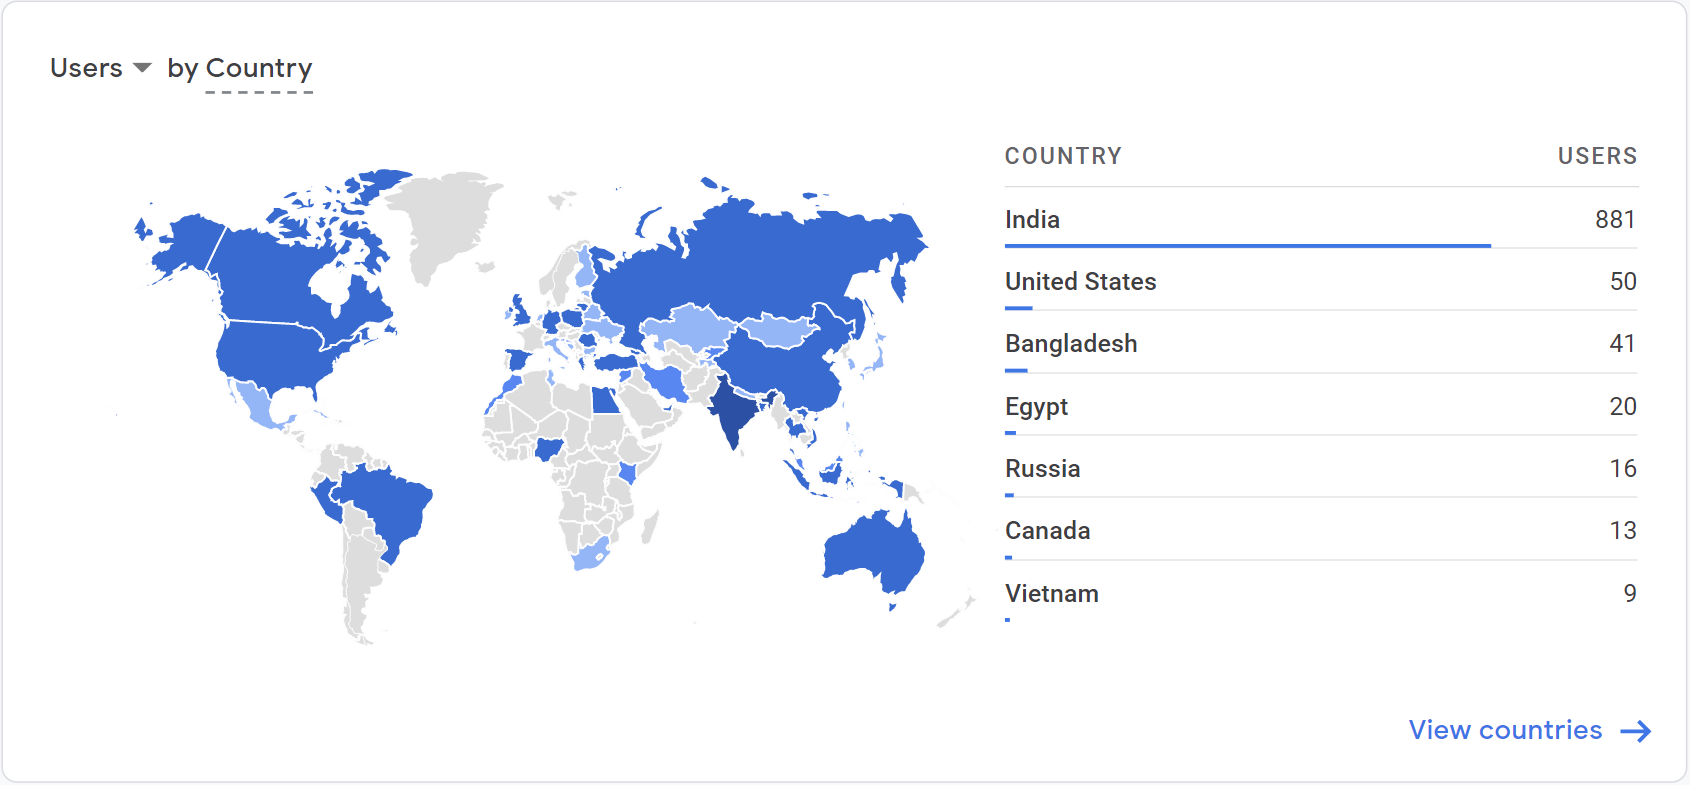 Users by Country
COUNTRY USERS
India 881
United States 50
Bangladesh 41
Egypt 20
Russia 16
Canada 13
Vietnam 9
View countries